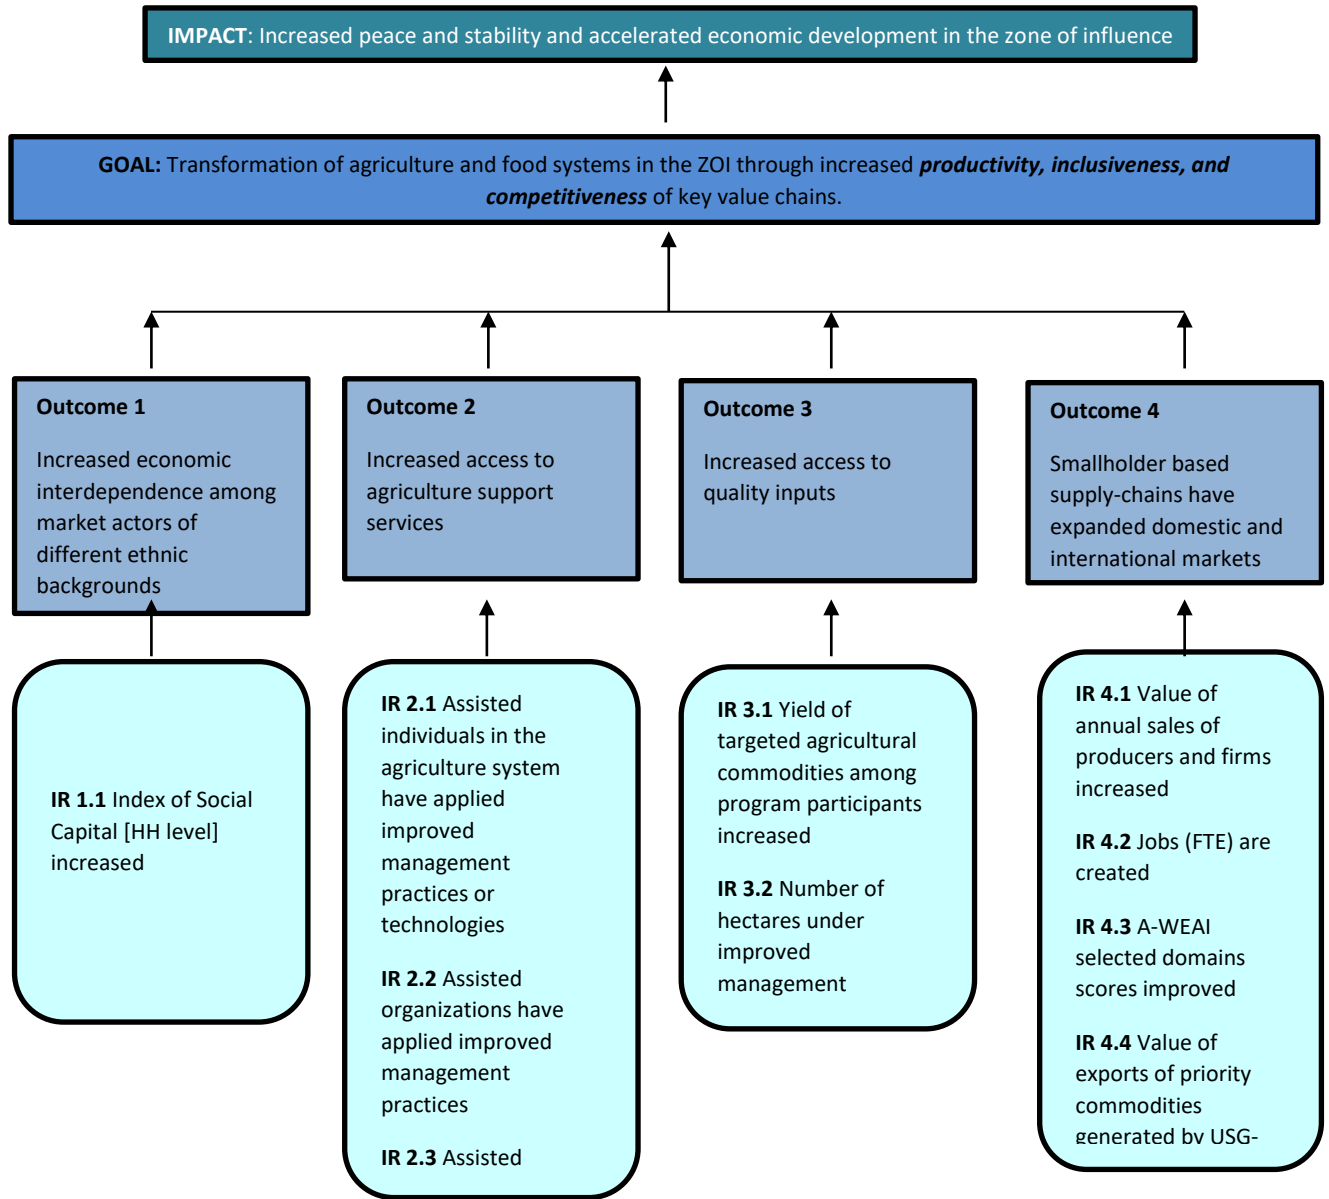 IMPACT: Increased peace and stability and accelerated economic development in the zone of influence
GOAL: Transformation of agriculture and food systems in the ZOI through increased productivity, inclusiveness, and
competitiveness of key value chains.
Outcome 1
Increased economic
interdependence among
market actors of
different ethnic
backgrounds
Outcome 2
Increased access to
agriculture support
services
Outcome 3
Increased access to
quality inputs
Outcome 4
Smallholder based
supply-chains have
expanded domestic and
international markets
IR 1.1 Index of Social
Capital [HH level]
increased
IR 2.1 Assisted
individuals in the
agriculture system
have applied
improved
management
practices or
technologies
IR 2.2 Assisted
organizations have
applied improved
management
practices
IR 2.3 Assisted
IR 3.1 Yield of
targeted agricultural
commodities among
program participants
increased
IR 3.2 Number of
hectares under
improved
management
IR 4.1 Value of
annual sales of
producers and firms
increased
IR 4.2 Jobs (FTE) are
created
IR 4.3 A-WEAI
selected domains
scores improved
IR 4.4 Value of
exports of priority
commodities
generated by USG-